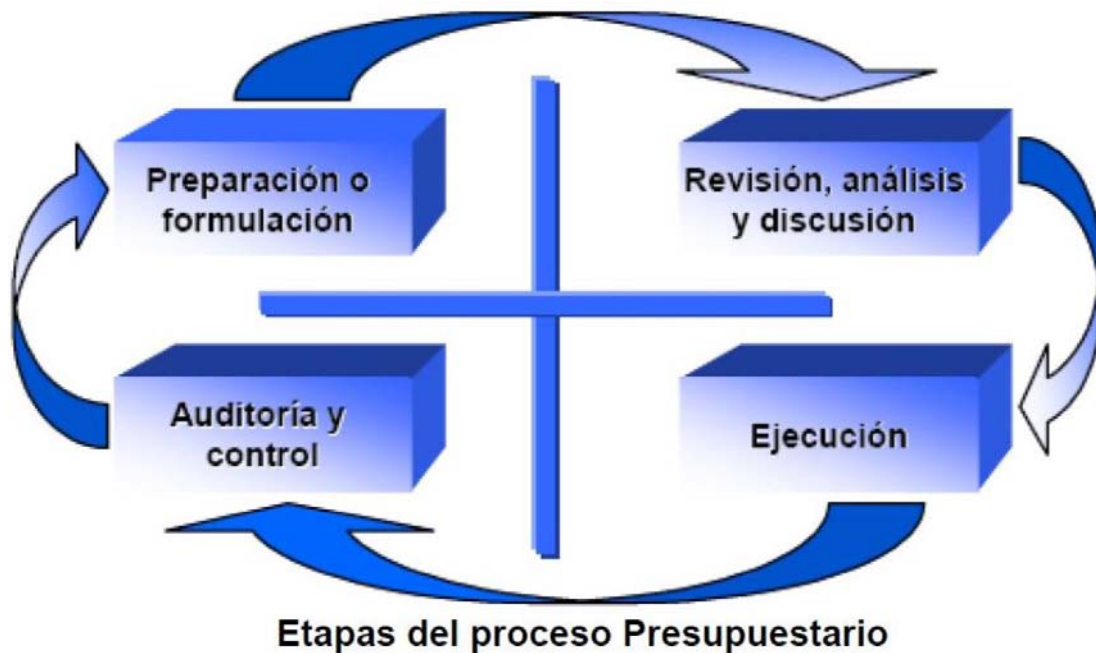 Preparación o
formulación
Revisión, análisis
y discusión
Auditoría y
control
Ejecución
Etapas del proceso Presupuestario